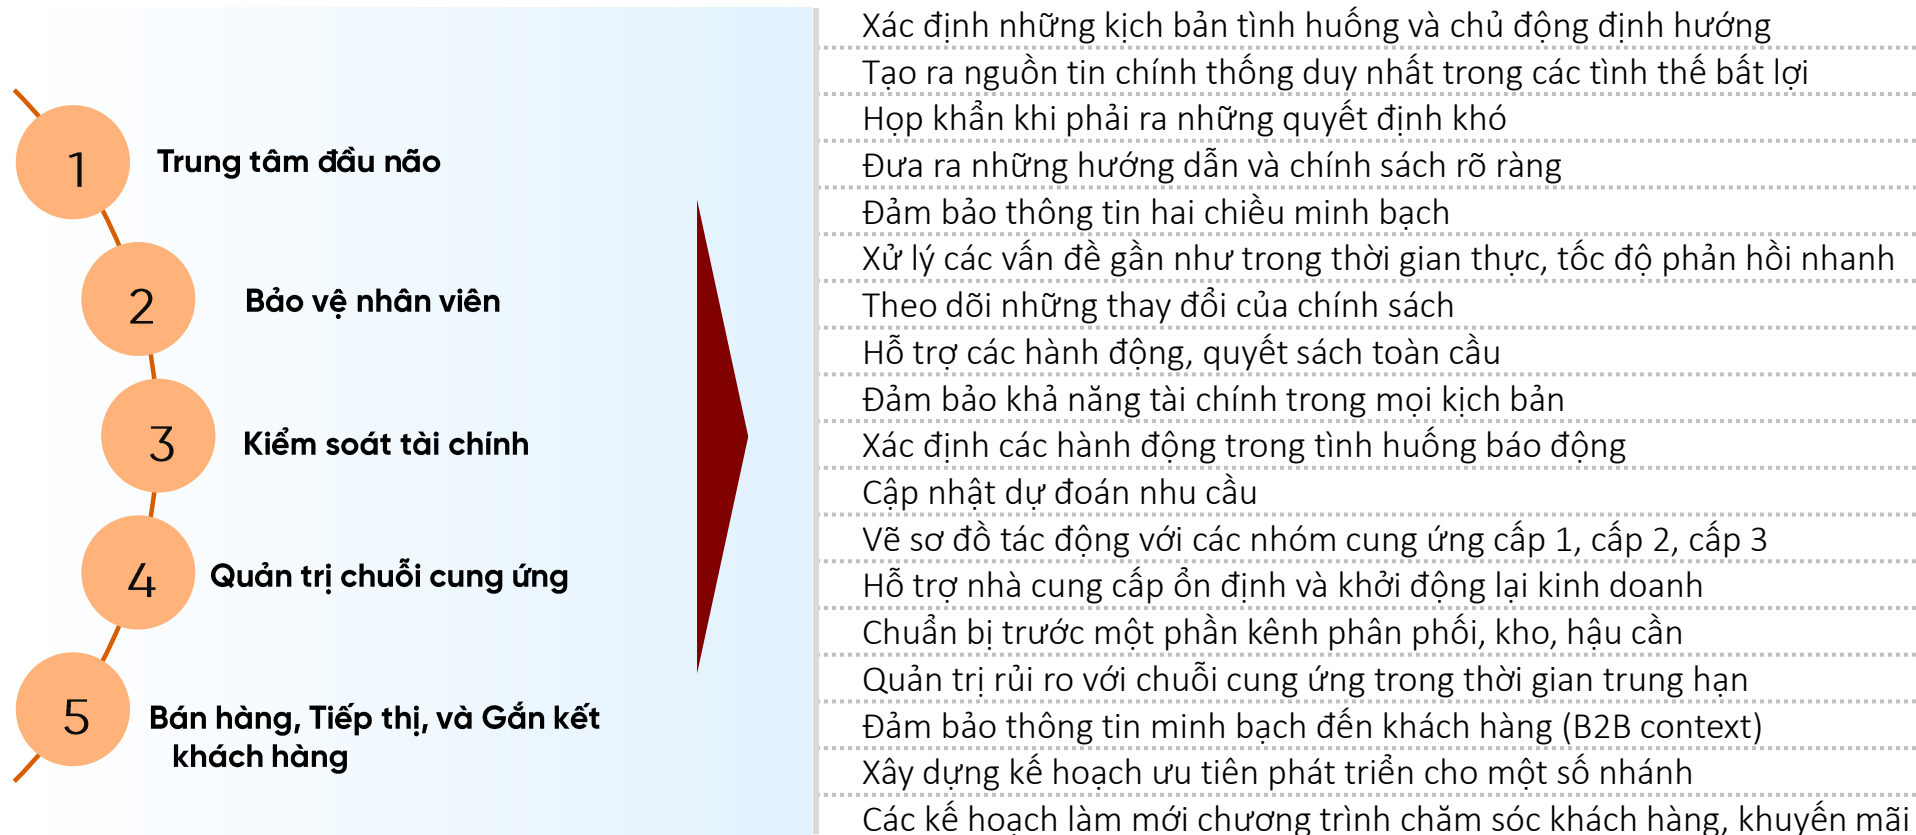 1
Trung tâm đầu não
2
Bảo vệ nhân viên
3
Kiểm soát tài chính
4
Quản trị chuỗi cung ứng
5
Bán hàng, Tiếp thị, và Gắn kết
khách hàng
Xác định những kịch bản tình huống và chủ động định hướng
Tạo ra nguồn tin chính thống duy nhất trong các tình thế bất lợi
Họp khẩn khi phải ra những quyết định khó
Đưa ra những hướng dẫn và chính sách rõ ràng
Đảm bảo thông tin hai chiều minh bạch
Xử lý các vấn đề gần như trong thời gian thực, tốc độ phản hồi nhanh
Theo dõi những thay đổi của chính sách
Hỗ trợ các hành động, quyết sách toàn cầu
Đảm bảo khả năng tài chính trong mọi kịch bản
Xác định các hành động trong tình huống báo động
Cập nhật dự đoán nhu cầu
Vẽ sơ đồ tác động với các nhóm cung ứng cấp 1, cấp 2, cấp 3
Hỗ trợ nhà cung cấp ổn định và khởi động lại kinh doanh
Chuẩn bị trước một phần kênh phân phối, kho, hậu cần
Quản trị rủi ro với chuỗi cung ứng trong thời gian trung hạn
Đảm bảo thông tin minh bạch đến khách hàng (B2B context)
Xây dựng kế hoạch ưu tiên phát triển cho một số nhánh
Các kế hoạch làm mới chương trình chăm sóc khách hàng, khuyến mãi